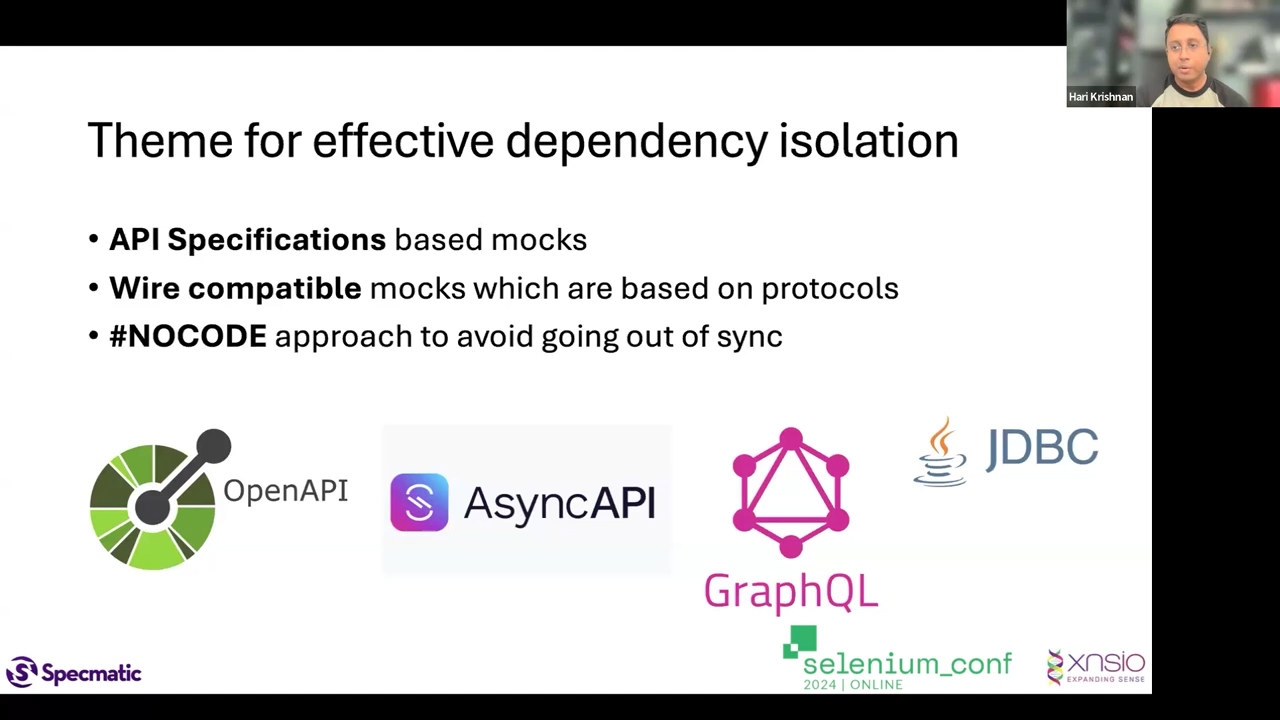 Hari Krishnan
Theme for effective dependency isolation
• API Specifications based mocks
• Wire compatible mocks which are based on protocols
• #NOCODE approach to avoid going out of sync
OpenAPI
AsyncAPI
GraphQL
JDBC
Specmatic
selenium_conf
2024 | ONLINE
xnsio
EXPANDING SENSE